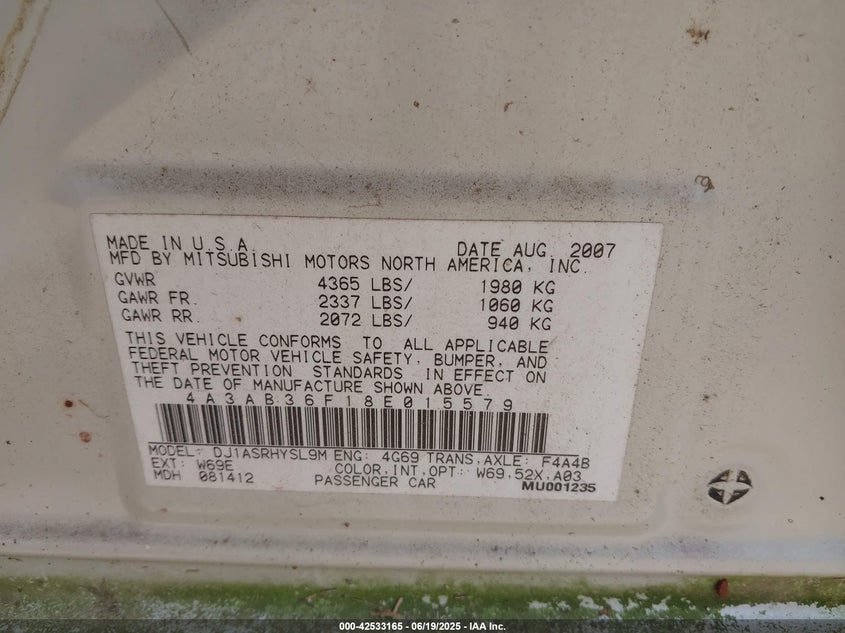 MADE IN U.S.A. DATE AUG. 2007
MFD BY MITSUBISHI MOTORS NORTH AMERICA, INC.
GVWR 4365 LBS/ 1980 KG
GAWR FR. 2337 LBS/ 1060 KG
GAWR RR. 2072 LBS/ 940 KG
THIS VEHICLE CONFORMS TO ALL APPLICABLE
FEDERAL MOTOR VEHICLE SAFETY, BUMPER, AND
THEFT PREVENTION STANDARDS IN EFFECT ON
THE DATE OF MANUFACTURE SHOWN ABOVE.
4A3AB36F18E015579
MODEL: DJ1ASRHYSL9M ENG: 4G69 TRANS,AXLE: F4A4B
EXT: W69E COLOR,INT,OPT: W69,52X,A03
MDH 081412 PASSENGER CAR MU001235
000-42533165 - 06/19/2025 - IAA Inc.